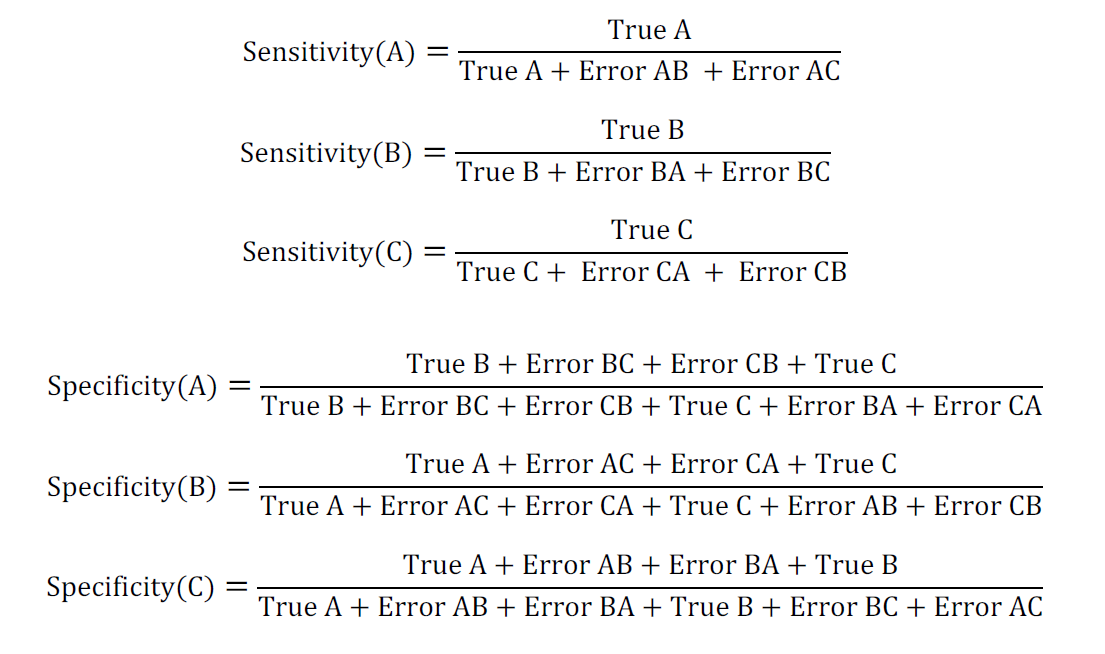 Sensitivity(A) = True A / True A + Error AB + Error AC
Sensitivity(B) = True B / True B + Error BA + Error BC
Sensitivity(C) = True C / True C + Error CA + Error CB
Specificity(A) = True B + Error BC + Error CB + True C / True B + Error BC + Error CB + True C + Error BA + Error CA
Specificity(B) = True A + Error AC + Error CA + True C / True A + Error AC + Error CA + True C + Error AB + Error CB
Specificity(C) = True A + Error AB + Error BA + True B / True A + Error AB + Error BA + True B + Error BC + Error AC